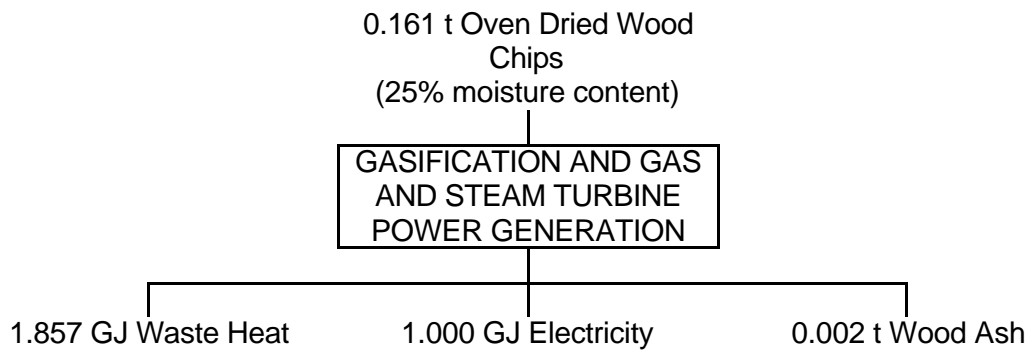 0.161 t Oven Dried Wood
Chips
(25% moisture content)
GASIFICATION AND GAS
AND STEAM TURBINE
POWER GENERATION
1.857 GJ Waste Heat
1.000 GJ Electricity
0.002 t Wood Ash